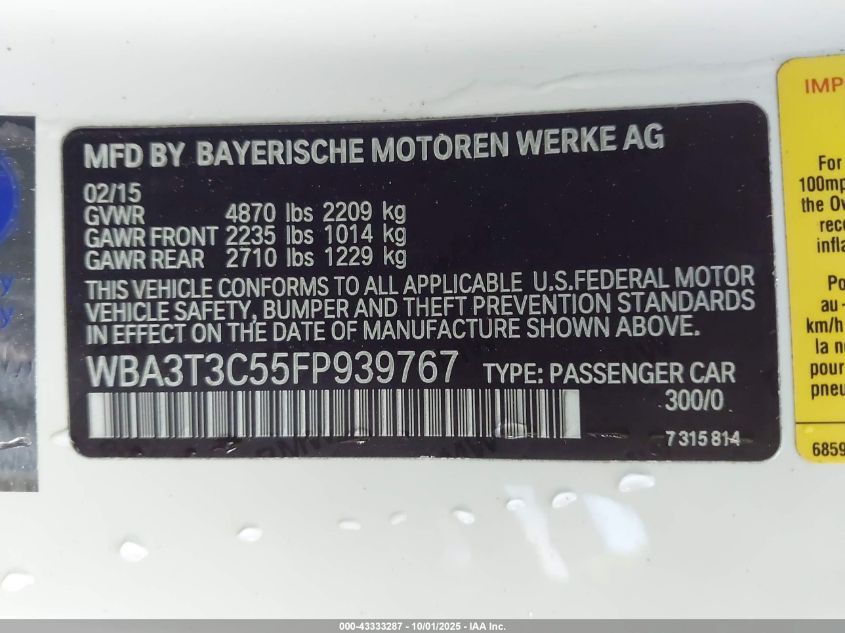 MFD BY BAYERISCHE MOTOREN WERKE AG
02/15
GVWR 4870 lbs 2209 kg
GAWR FRONT 2235 lbs 1014 kg
GAWR REAR 2710 lbs 1229 kg
THIS VEHICLE CONFORMS TO ALL APPLICABLE U.S.FEDERAL MOTOR
VEHICLE SAFETY, BUMPER AND THEFT PREVENTION STANDARDS
IN EFFECT ON THE DATE OF MANUFACTURE SHOWN ABOVE.
WBA3T3C55FP939767 TYPE: PASSENGER CAR
300/0
7 315 814
IMP
For
100mp
the Ov
reco
infla
Po
au -
km/h
la no
pour
pneu
6859
y
y
000-43333287 - 10/01/2025 - IAA Inc.